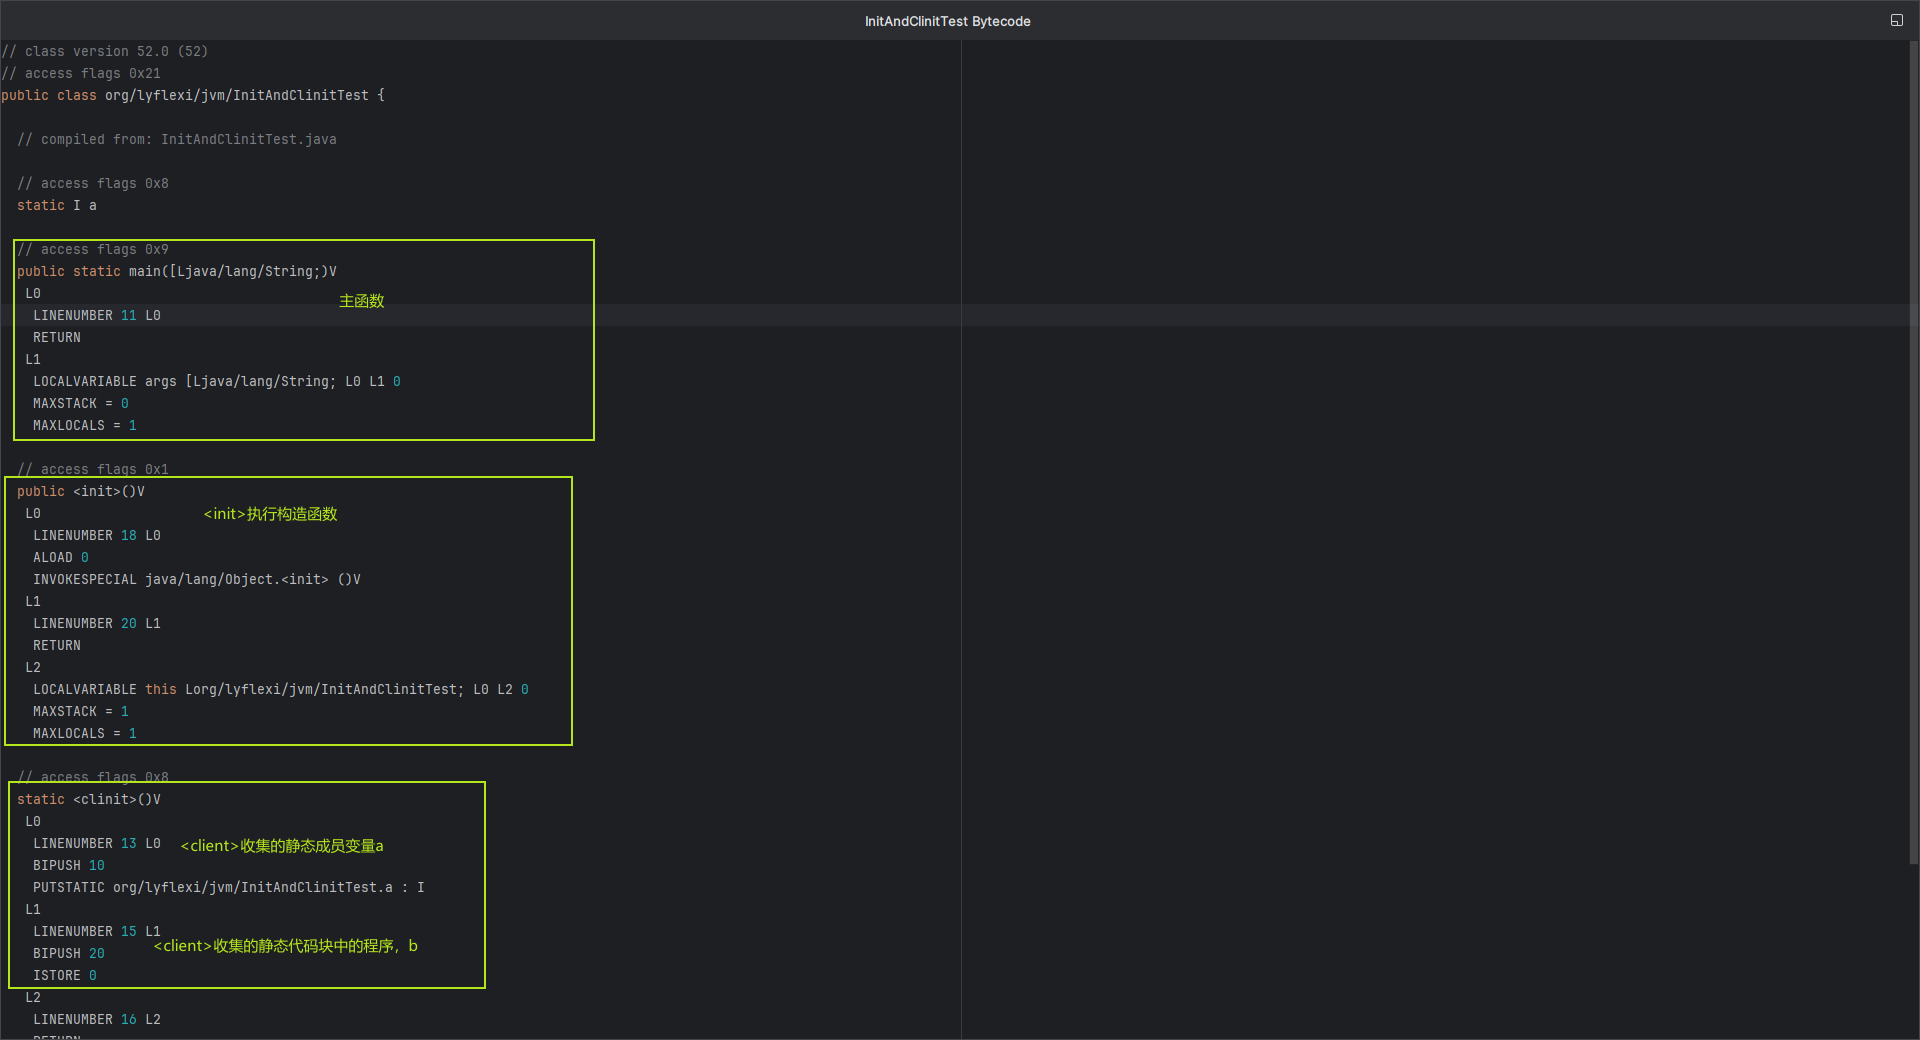 InitAndClinitTest Bytecode
// class version 52.0 (52)
// access flags 0x21
public class org/lyflexi/jvm/InitAndClinitTest {
// compiled from: InitAndClinitTest.java
// access flags 0x8
static I a
// access flags 0x9
public static main([Ljava/lang/String;)V
L0
主函数
LINENUMBER 11 L0
RETURN
L1
LOCALVARIABLE args [Ljava/lang/String; L0 L1 0
MAXSTACK = 0
MAXLOCALS = 1
// access flags 0x1
public <init>()V
L0
<init>执行构造函数
LINENUMBER 18 L0
ALOAD 0
INVOKESPECIAL java/lang/Object.<init> ()V
L1
LINENUMBER 20 L1
RETURN
L2
LOCALVARIABLE this Lorg/lyflexi/jvm/InitAndClinitTest; L0 L2 0
MAXSTACK = 1
MAXLOCALS = 1
// access flags 0x8
static <clinit>()V
L0
LINENUMBER 13 L0
<client>收集的静态成员变量a
BIPUSH 10
PUTSTATIC org/lyflexi/jvm/InitAndClinitTest.a : I
L1
LINENUMBER 15 L1
<client>收集的静态代码块中的程序，b
BIPUSH 20
ISTORE 0
L2
LINENUMBER 16 L2
RETURN